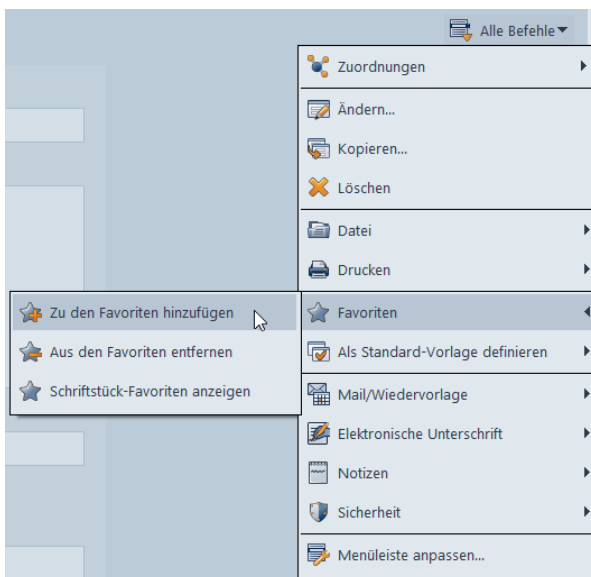 Alle Befehle
Zuordnungen
Ändern...
Kopieren...
Löschen
Datei
Drucken
Favoriten
Zu den Favoriten hinzufügen
Aus den Favoriten entfernen
Schriftstück-Favoriten anzeigen
Als Standard-Vorlage definieren
Mail/Wiedervorlage
Elektronische Unterschrift
Notizen
Sicherheit
Menüleiste anpassen...